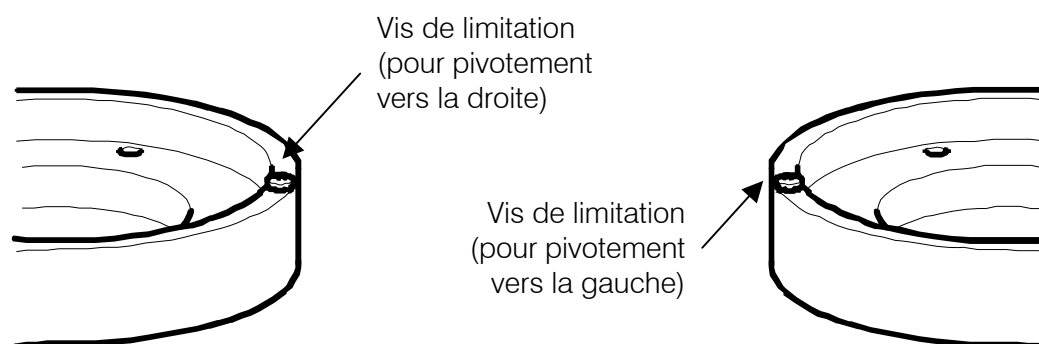 Vis de limitation
(pour pivotement
vers la droite)
Vis de limitation
(pour pivotement
vers la gauche)